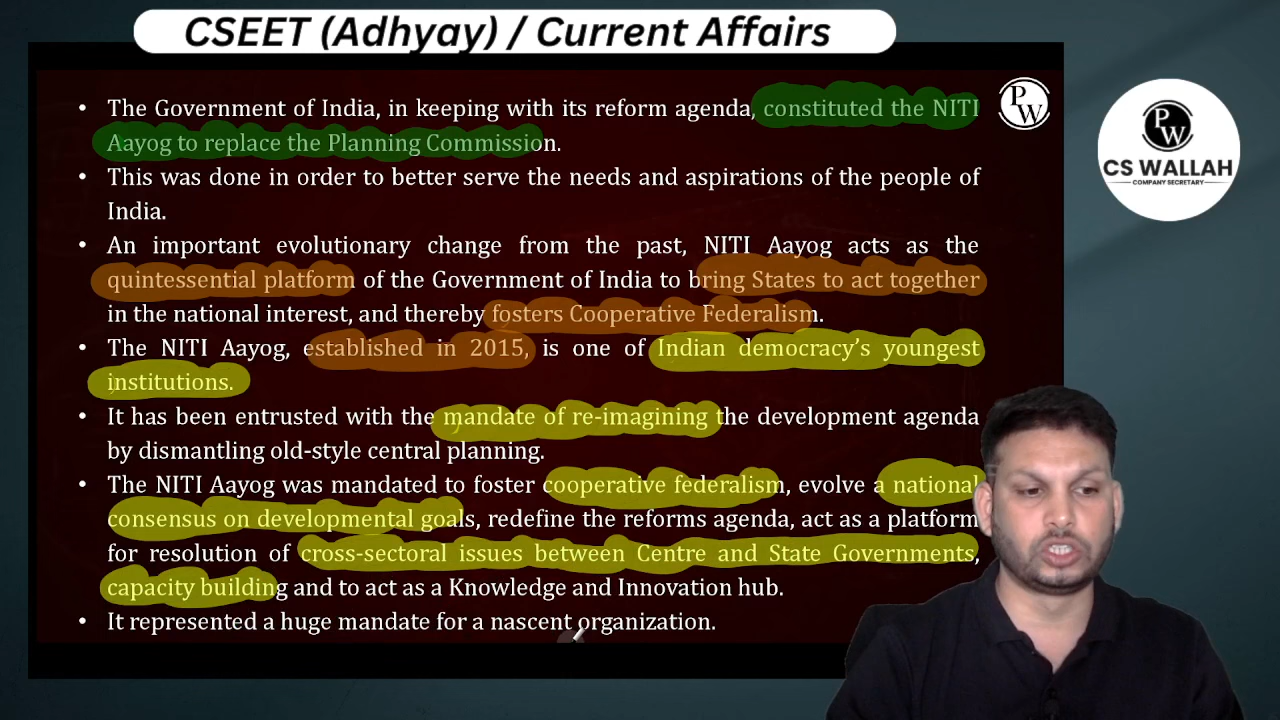 CSEET (Adhyay) / Current Affairs
• The Government of India, in keeping with its reform agenda, constituted the NITI
Aayog to replace the Planning Commission.
• This was done in order to better serve the needs and aspirations of the people of
India.
• An important evolutionary change from the past, NITI Aayog acts as the
quintessential platform of the Government of India to bring States to act together
in the national interest, and thereby fosters Cooperative Federalism.
• The NITI Aayog, established in 2015, is one of Indian democracy's youngest
institutions.
• It has been entrusted with the mandate of re-imagining the development agenda
by dismantling old-style central planning.
• The NITI Aayog was mandated to foster cooperative federalism, evolve a national
consensus on developmental goals, redefine the reforms agenda, act as a platform
for resolution of cross-sectoral issues between Centre and State Governments,
capacity building and to act as a Knowledge and Innovation hub.
• It represented a huge mandate for a nascent organization.
PW
PW
CS WALLAH
COMPANY SECRETARY